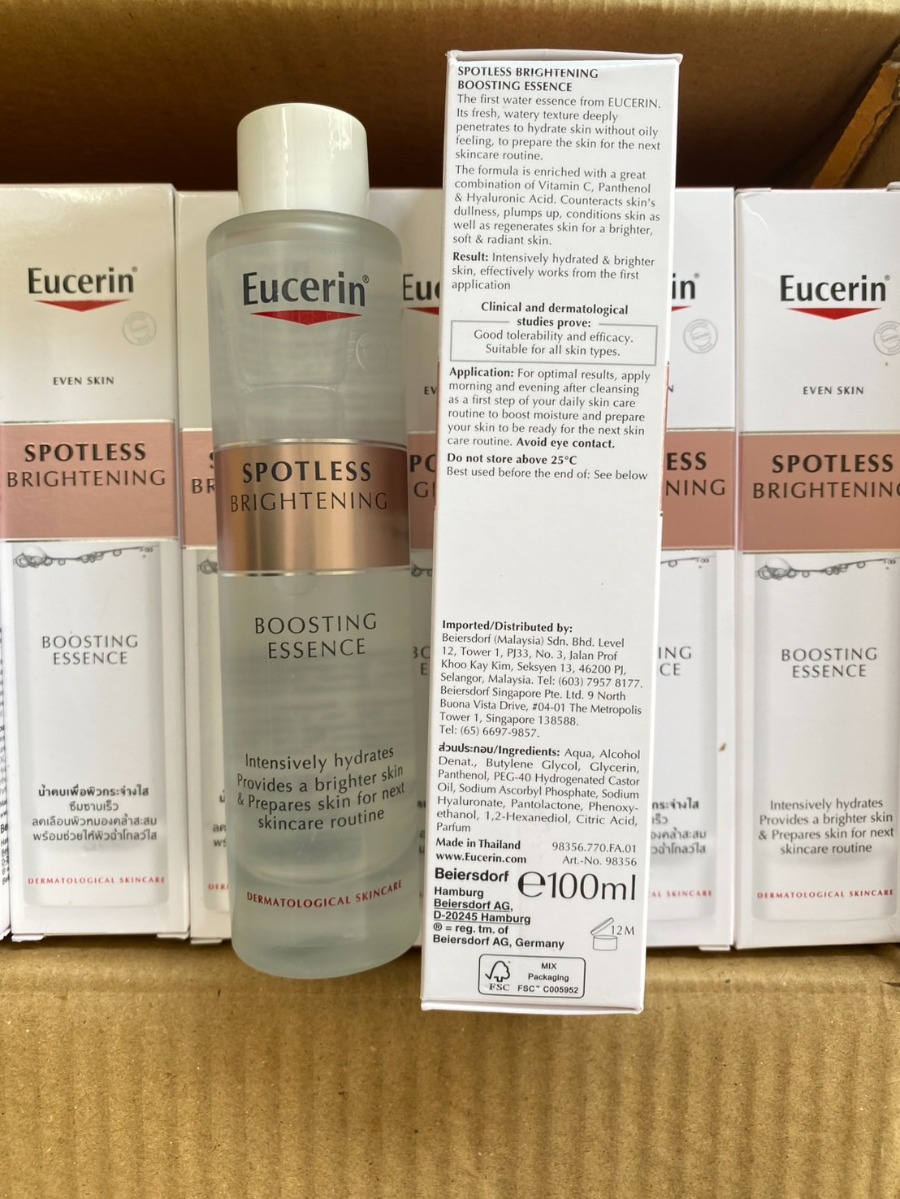 Eucerin®
EVEN SKIN
SPOTLESS
BRIGHTENING
BOOSTING
ESSENCE
น้ำตบเพื่อผิวกระจ่างใส
ซึมซาบเร็ว
ลดเลือนผิวหมองคล้ำสะสม
พร้อมช่วยให้ผิวฉ่ำโกลว์ใส
DERMATOLOGICAL SKINCARE
Eucerin®
SPOTLESS
BRIGHTENING
BOOSTING
ESSENCE
Intensively hydrates
Provides a brighter skin
& Prepares skin for next
skincare routine
DERMATOLOGICAL SKINCARE
SPOTLESS BRIGHTENING
BOOSTING ESSENCE
The first water essence from EUCERIN.
Its fresh, watery texture deeply
penetrates to hydrate skin without oily
feeling, to prepare the skin for the next
skincare routine.
The formula is enriched with a great
combination of Vitamin C, Panthenol
& Hyaluronic Acid. Counteracts skin's
dullness, plumps up, conditions skin as
well as regenerates skin for a brighter,
soft & radiant skin.
Result: Intensively hydrated & brighter
skin, effectively works from the first
application
Clinical and dermatological
studies prove:
Good tolerability and efficacy.
Suitable for all skin types.
Application: For optimal results, apply
morning and evening after cleansing
as a first step of your daily skin care
routine to boost moisture and prepare
your skin to be ready for the next skin
care routine. Avoid eye contact.
Do not store above 25°C
Best used before the end of: See below
Imported/Distributed by:
Beiersdorf (Malaysia) Sdn. Bhd. Level
12, Tower 1, PJ33, No. 3, Jalan Prof
Khoo Kay Kim, Seksyen 13, 46200 PJ,
Selangor, Malaysia. Tel: (603) 7957 8177.
Beiersdorf Singapore Pte. Ltd. 9 North
Buona Vista Drive, #04-01 The Metropolis
Tower 1, Singapore 138588.
Tel: (65) 6697-9857.
ส่วนประกอบ/Ingredients: Aqua, Alcohol
Denat., Butylene Glycol, Glycerin,
Panthenol, PEG-40 Hydrogenated Castor
Oil, Sodium Ascorbyl Phosphate, Sodium
Hyaluronate, Pantolactone, Phenoxy-
ethanol, 1,2-Hexanediol, Citric Acid,
Parfum
Made in Thailand 98356.770.FA.01
www.Eucerin.com Art.-No. 98356
Beiersdorf ℮100ml
Hamburg
Beiersdorf AG,
D-20245 Hamburg
® = reg. tm. of
Beiersdorf AG, Germany
12M
FSC
MIX
Packaging
FSC™ C005952
Eucerin®
EVEN SKIN
SPOTLESS
BRIGHTENING
BOOSTING
ESSENCE
Intensively hydrates
Provides a brighter skin
& Prepares skin for next
skincare routine
DERMATOLOGICAL SKINCARE